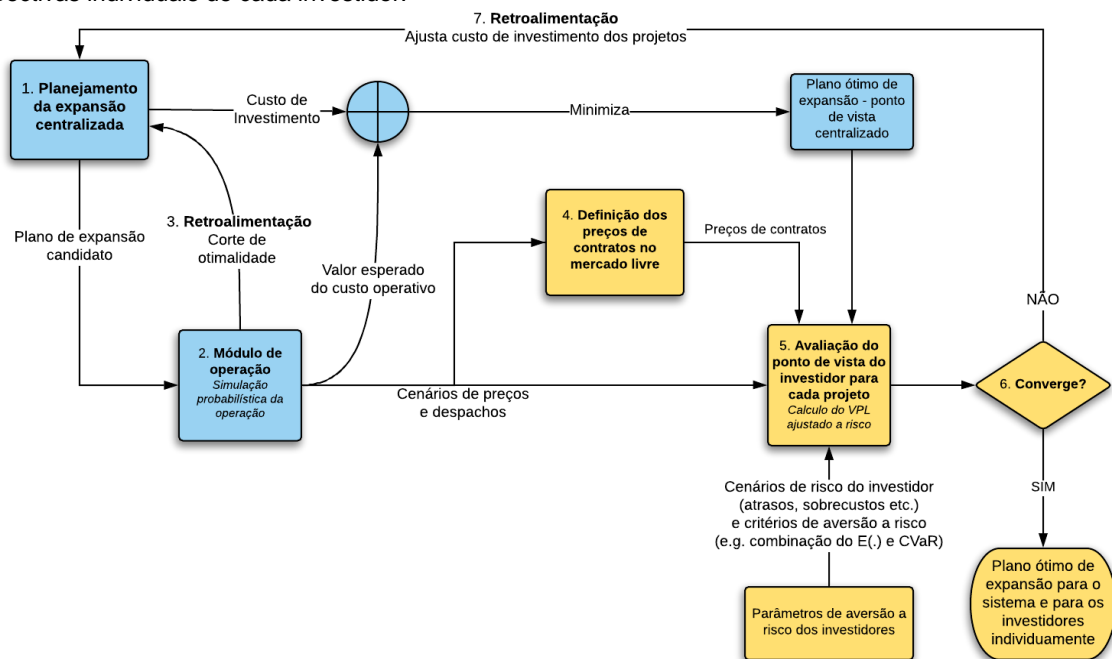 individuais de cada investidor.
7. Retroalimentação
Ajusta custo de investimento dos projetos
1. Planejamento
da expansão
centralizada
Custo de
Investimento
Minimiza
Plano ótimo de
expansão - ponto
de vista
centralizado
3. Retroalimentação
Corte de
otimalidade
Plano de expansão
candidato
Valor esperado
do custo operativo
4. Definição dos
preços de
contratos no
mercado livre
Preços de contratos
2. Módulo de
operação
Simulação
probabilística da
operação
Cenários de preços
e despachos
5. Avaliação do
ponto de vista do
investidor para
cada projeto
Calculo do VPL
ajustado a risco
NÃO
6. Converge?
SIM
Cenários de risco do investidor
(atrasos, sobrecustos etc.)
e critérios de aversão a risco
(e.g. combinação do E(.) e CVaR)
Parâmetros de aversão a
risco dos investidores
Plano ótimo de
expansão para o
sistema e para os
investidores
individuamente